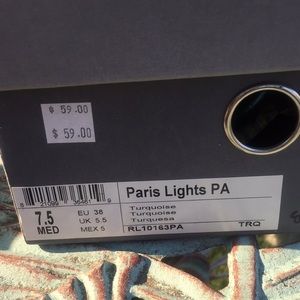 $ 59.00
$ 59.00
Paris Lights PA
7.5
MED
EU 38
UK 5.5
MEX 5
Turquoise
Turquoise
Turquesa
RL10163PA
TRQ